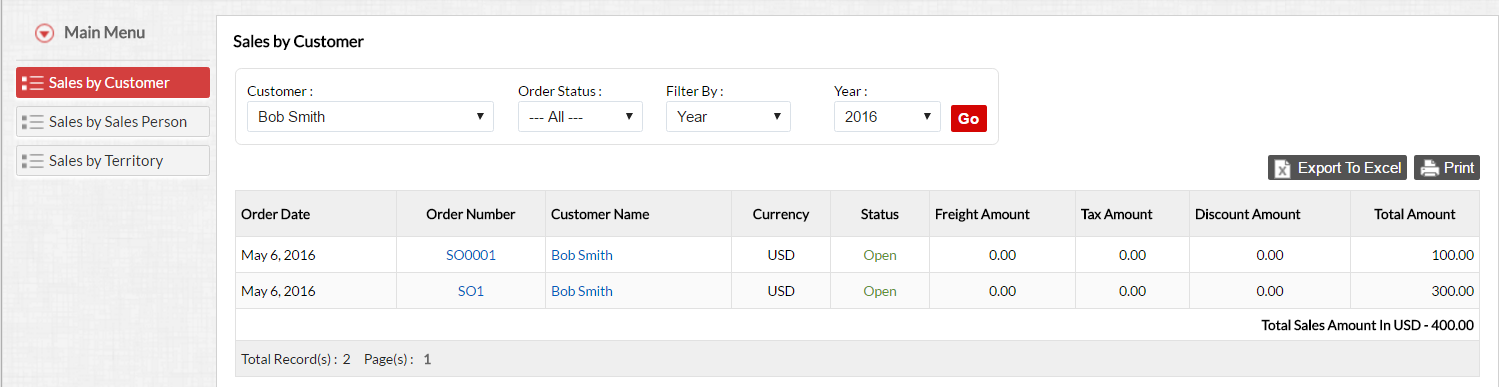 Main Menu
Sales by Customer
Sales by Sales Person
Sales by Territory
Sales by Customer
Customer : Order Status : Filter By : Year :
Bob Smith --- All --- Year 2016 Go
Export To Excel Print
Order Date Order Number Customer Name Currency Status Freight Amount Tax Amount Discount Amount Total Amount
May 6, 2016 SO0001 Bob Smith USD Open 0.00 0.00 0.00 100.00
May 6, 2016 SO1 Bob Smith USD Open 0.00 0.00 0.00 300.00
Total Sales Amount In USD - 400.00
Total Record(s) : 2 Page(s) : 1